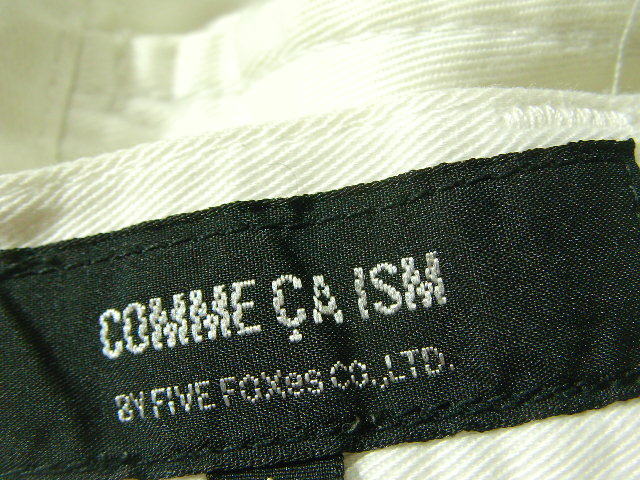 COMME ÇA ISM
BY FIVE FOXes CO.,LTD.